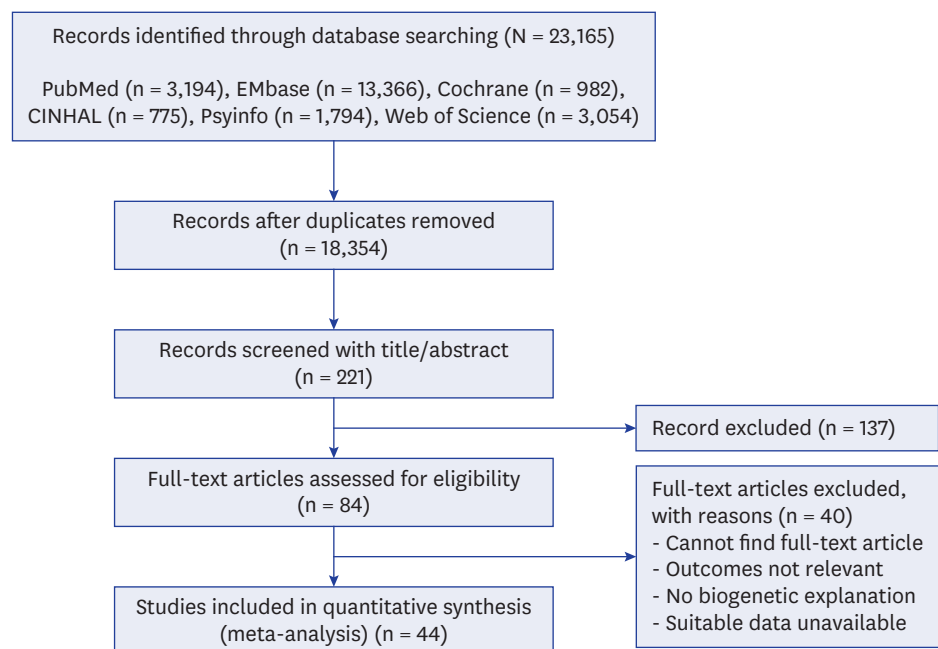 Records identified through database searching (N = 23,165)
PubMed (n = 3,194), EMbase (n = 13,366), Cochrane (n = 982),
CINHAL (n = 775), Psyinfo (n = 1,794), Web of Science (n = 3,054)
Records after duplicates removed
(n = 18,354)
Records screened with title/abstract
(n = 221)
Record excluded (n = 137)
Full-text articles assessed for eligibility
(n = 84)
Full-text articles excluded,
with reasons (n = 40)
- Cannot find full-text article
- Outcomes not relevant
- No biogenetic explanation
- Suitable data unavailable
Studies included in quantitative synthesis
(meta-analysis) (n = 44)